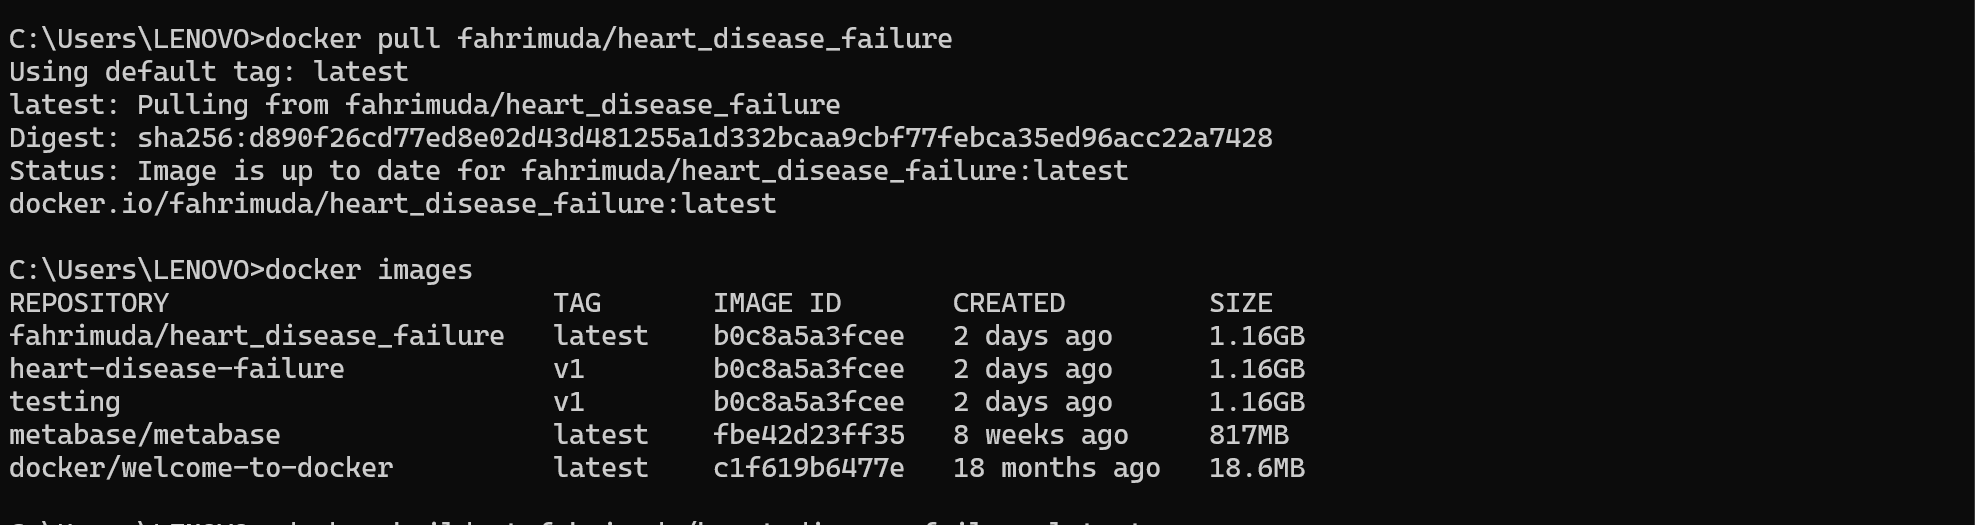 C:\Users\LENOVO>docker pull fahrimuda/heart_disease_failure
Using default tag: latest
latest: Pulling from fahrimuda/heart_disease_failure
Digest: sha256:d890f26cd77ed8e02d43d481255a1d332bcaa9cbf77febca35ed96acc22a7428
Status: Image is up to date for fahrimuda/heart_disease_failure:latest
docker.io/fahrimuda/heart_disease_failure:latest
C:\Users\LENOVO>docker images
REPOSITORY TAG IMAGE ID CREATED SIZE
fahrimuda/heart_disease_failure latest b0c8a5a3fcee 2 days ago 1.16GB
heart-disease-failure v1 b0c8a5a3fcee 2 days ago 1.16GB
testing v1 b0c8a5a3fcee 2 days ago 1.16GB
metabase/metabase latest fbe42d23ff35 8 weeks ago 817MB
docker/welcome-to-docker latest c1f619b6477e 18 months ago 18.6MB